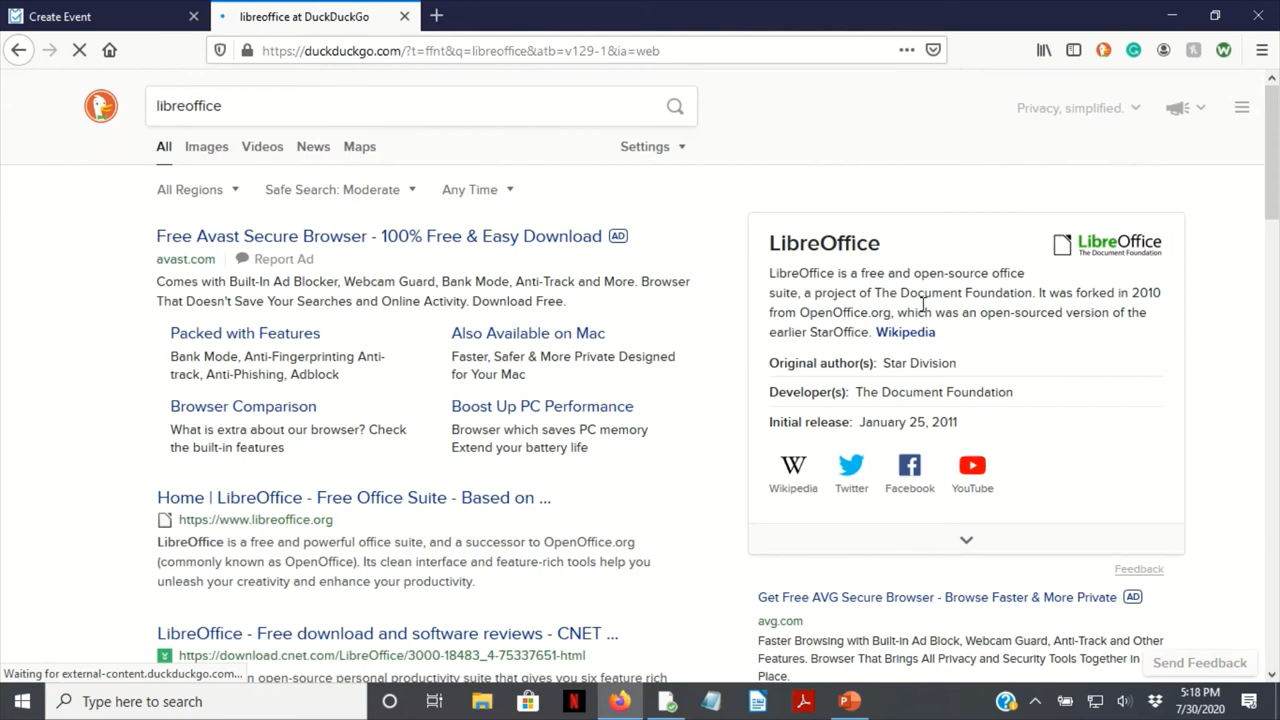 Create Event
libreoffice at DuckDuckGo
https://duckduckgo.com/?t=ffnt&q=libreoffice&atb=v129-1&ia=web
libreoffice
Privacy, simplified.
All Images Videos News Maps Settings
All Regions Safe Search: Moderate Any Time
Free Avast Secure Browser - 100% Free & Easy Download AD
avast.com Report Ad
Comes with Built-In Ad Blocker, Webcam Guard, Bank Mode, Anti-Track and More. Browser
That Doesn't Save Your Searches and Online Activity. Download Free.
Packed with Features
Bank Mode, Anti-Fingerprinting Anti-
track, Anti-Phishing, Adblock
Also Available on Mac
Faster, Safer & More Private Designed
for Your Mac
Browser Comparison
What is extra about our browser? Check
the built-in features
Boost Up PC Performance
Browser which saves PC memory
Extend your battery life
Home | LibreOffice - Free Office Suite - Based on ...
https://www.libreoffice.org
LibreOffice is a free and powerful office suite, and a successor to OpenOffice.org
(commonly known as OpenOffice). Its clean interface and feature-rich tools help you
unleash your creativity and enhance your productivity.
LibreOffice - Free download and software reviews - CNET ...
https://download.cnet.com/LibreOffice/3000-18483_4-75337651-html
an open-source personal productivity suite that gives you six feature rich
LibreOffice
LibreOffice
The Document Foundation
LibreOffice is a free and open-source office
suite, a project of The Document Foundation. It was forked in 2010
from OpenOffice.org, which was an open-sourced version of the
earlier StarOffice. Wikipedia
Original author(s): Star Division
Developer(s): The Document Foundation
Initial release: January 25, 2011
W
Wikipedia Twitter Facebook YouTube
Feedback
Get Free AVG Secure Browser - Browse Faster & More Private AD
avg.com
Faster Browsing with Built-In Ad Block, Webcam Guard, Anti-Track and Other
Features. Browser That Brings All Privacy and Security Tools Together in
Place.
Send Feedback
Waiting for external-content.duckduckgo.com...
Type here to search
5:18 PM
7/30/2020